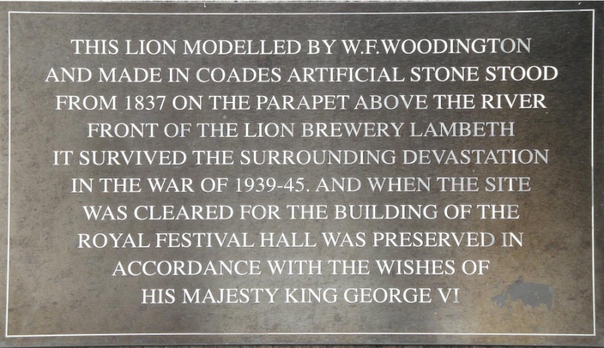 THIS LION MODELLED BY W.F.WOODINGTON
AND MADE IN COADES ARTIFICIAL STONE STOOD
FROM 1837 ON THE PARAPET ABOVE THE RIVER
FRONT OF THE LION BREWERY LAMBETH
IT SURVIVED THE SURROUNDING DEVASTATION
IN THE WAR OF 1939-45. AND WHEN THE SITE
WAS CLEARED FOR THE BUILDING OF THE
ROYAL FESTIVAL HALL WAS PRESERVED IN
ACCORDANCE WITH THE WISHES OF
HIS MAJESTY KING GEORGE VI